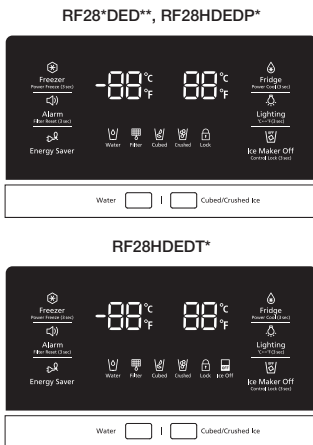 RF28*DED**, RF28HDEDP*
Freezer
Power Freeze (3 sec)
Alarm
Filter Reset (3 sec)
Energy Saver
-88°C °F
88°C °F
Water Filter Cubed Crushed Lock
Fridge
Power Cool (3 sec)
Lighting
°C↔°F (3 sec)
Ice Maker Off
Control Lock (3 sec)
Water | Cubed/Crushed Ice
RF28HDEDT*
Freezer
Power Freeze (3 sec)
Alarm
Filter Reset (3 sec)
Energy Saver
-88°C °F
88°C °F
Water Filter Cubed Crushed Lock Ice Off
Fridge
Power Cool (3 sec)
Lighting
°C↔°F (3 sec)
Ice Maker Off
Control Lock (3 sec)
Water | Cubed/Crushed Ice